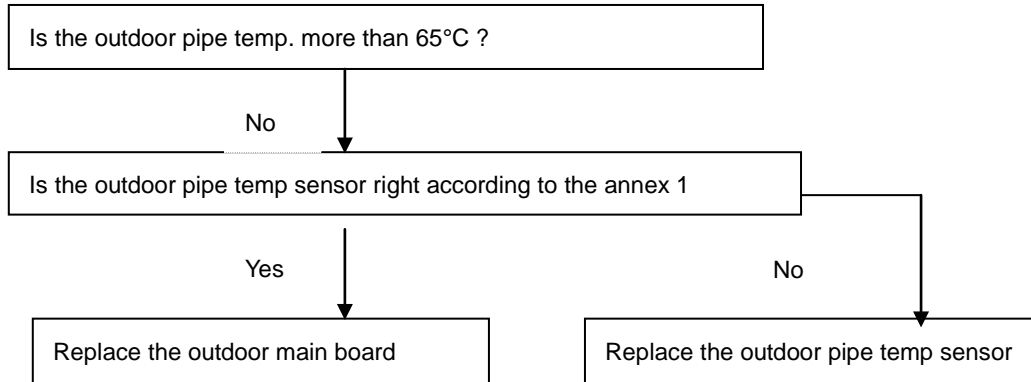 Is the outdoor pipe temp. more than 65°C ?
No
Is the outdoor pipe temp sensor right according to the annex 1
Yes
No
Replace the outdoor main board
Replace the outdoor pipe temp sensor